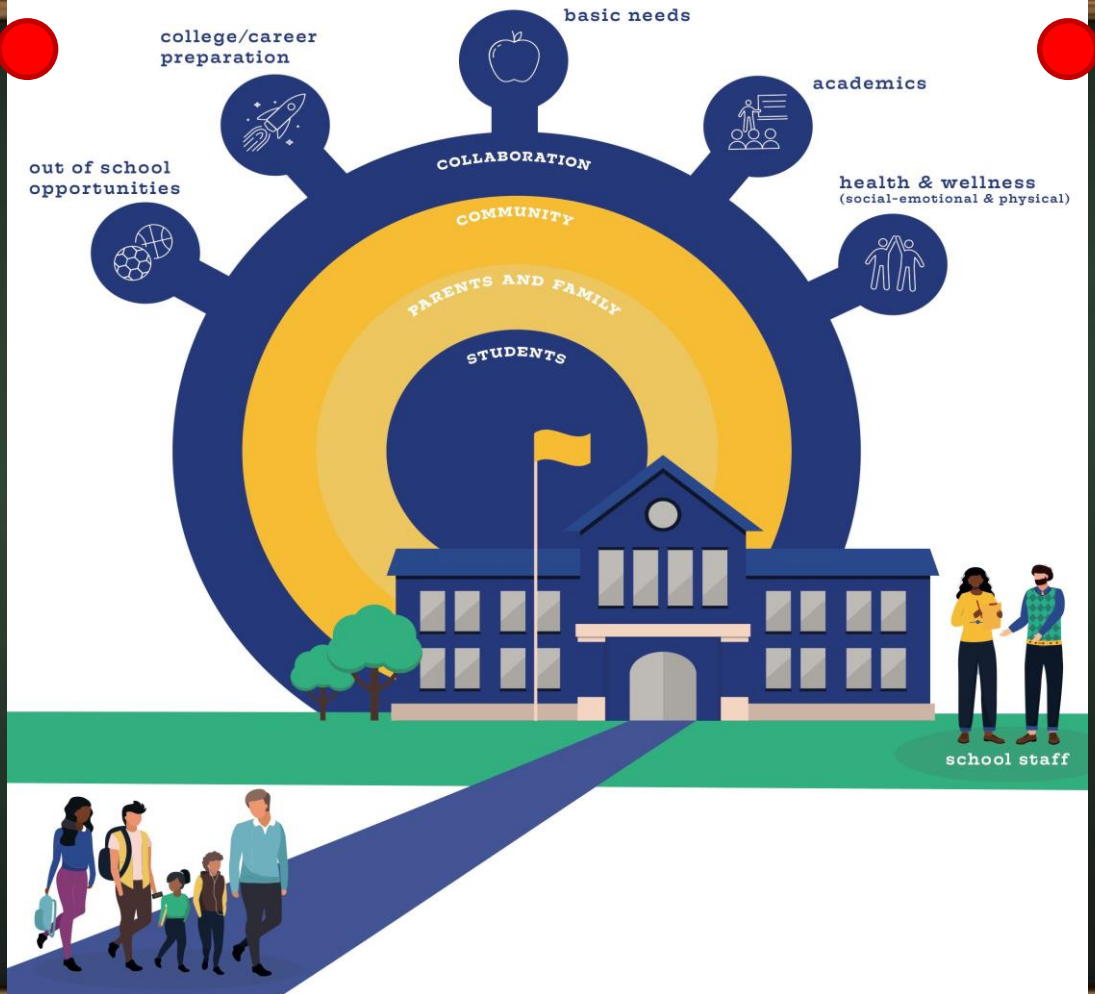 basic needs
college/career
preparation
academics
out of school
opportunities
health & wellness
(social-emotional & physical)
COLLABORATION
COMMUNITY
PARENTS AND FAMILY
STUDENTS
school staff